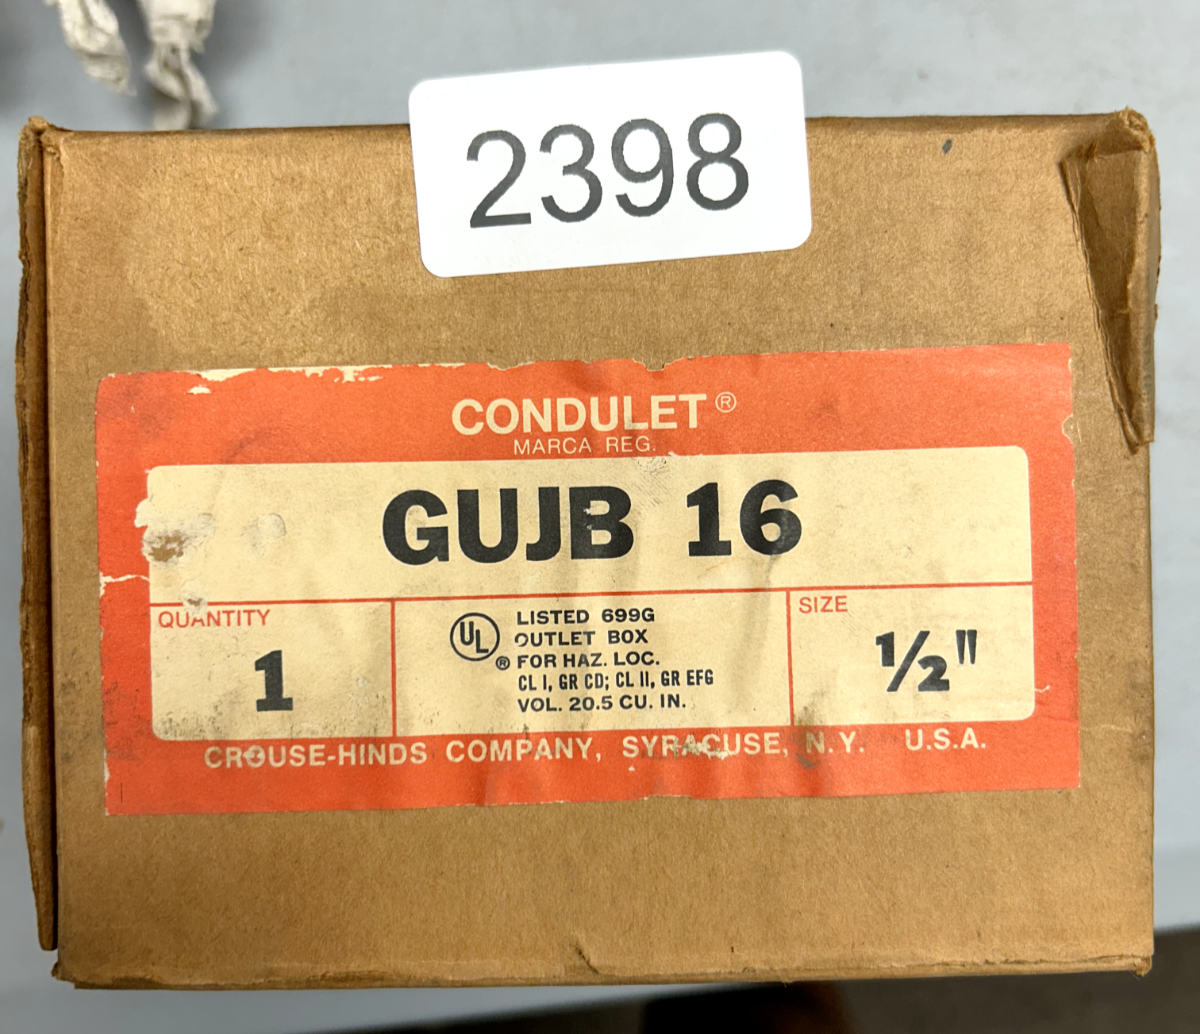 2398
CONDULET®
MARCA REG.
GUJB 16
QUANTITY
1
UL®
LISTED 699G
OUTLET BOX
FOR HAZ. LOC.
CL I, GR CD; CL II, GR EFG
VOL. 20.5 CU. IN.
SIZE
½"
CROUSE-HINDS COMPANY, SYRACUSE, N.Y. U.S.A.